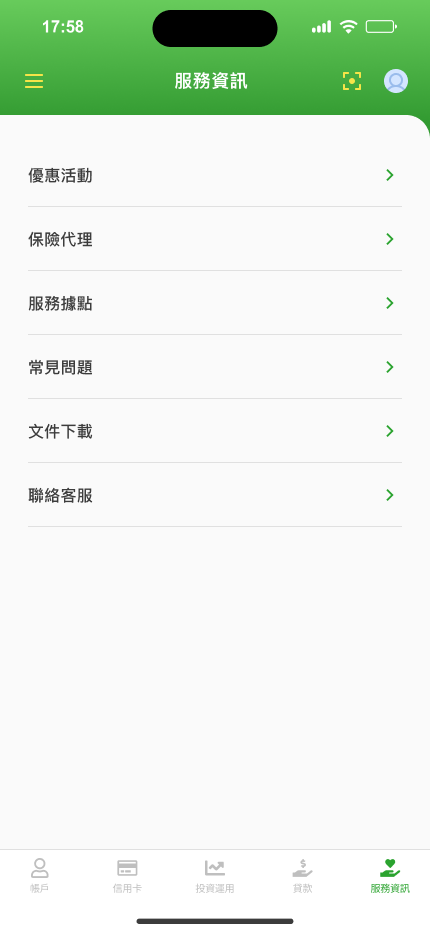 17:58
服務資訊
優惠活動
保險代理
服務據點
常見問題
文件下載
聯絡客服
帳戶
信用卡
投資運用
貸款
服務資訊